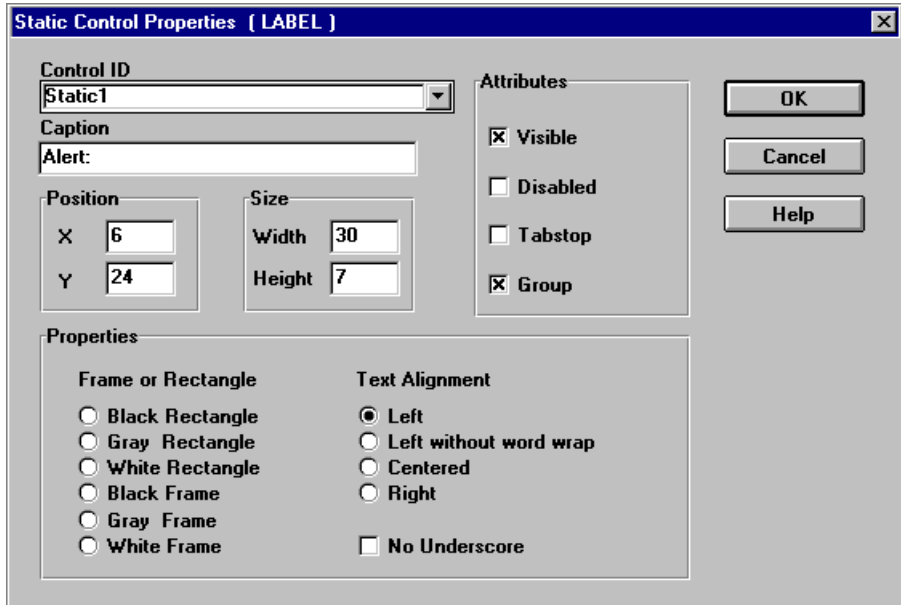 Static Control Properties ( LABEL )
Control ID
Static1
Caption
Alert:
Position
X 6
Y 24
Size
Width 30
Height 7
Attributes
Visible
Disabled
Tabstop
Group
OK
Cancel
Help
Properties
Frame or Rectangle
Black Rectangle
Gray Rectangle
White Rectangle
Black Frame
Gray Frame
White Frame
Text Alignment
Left
Left without word wrap
Centered
Right
No Underscore